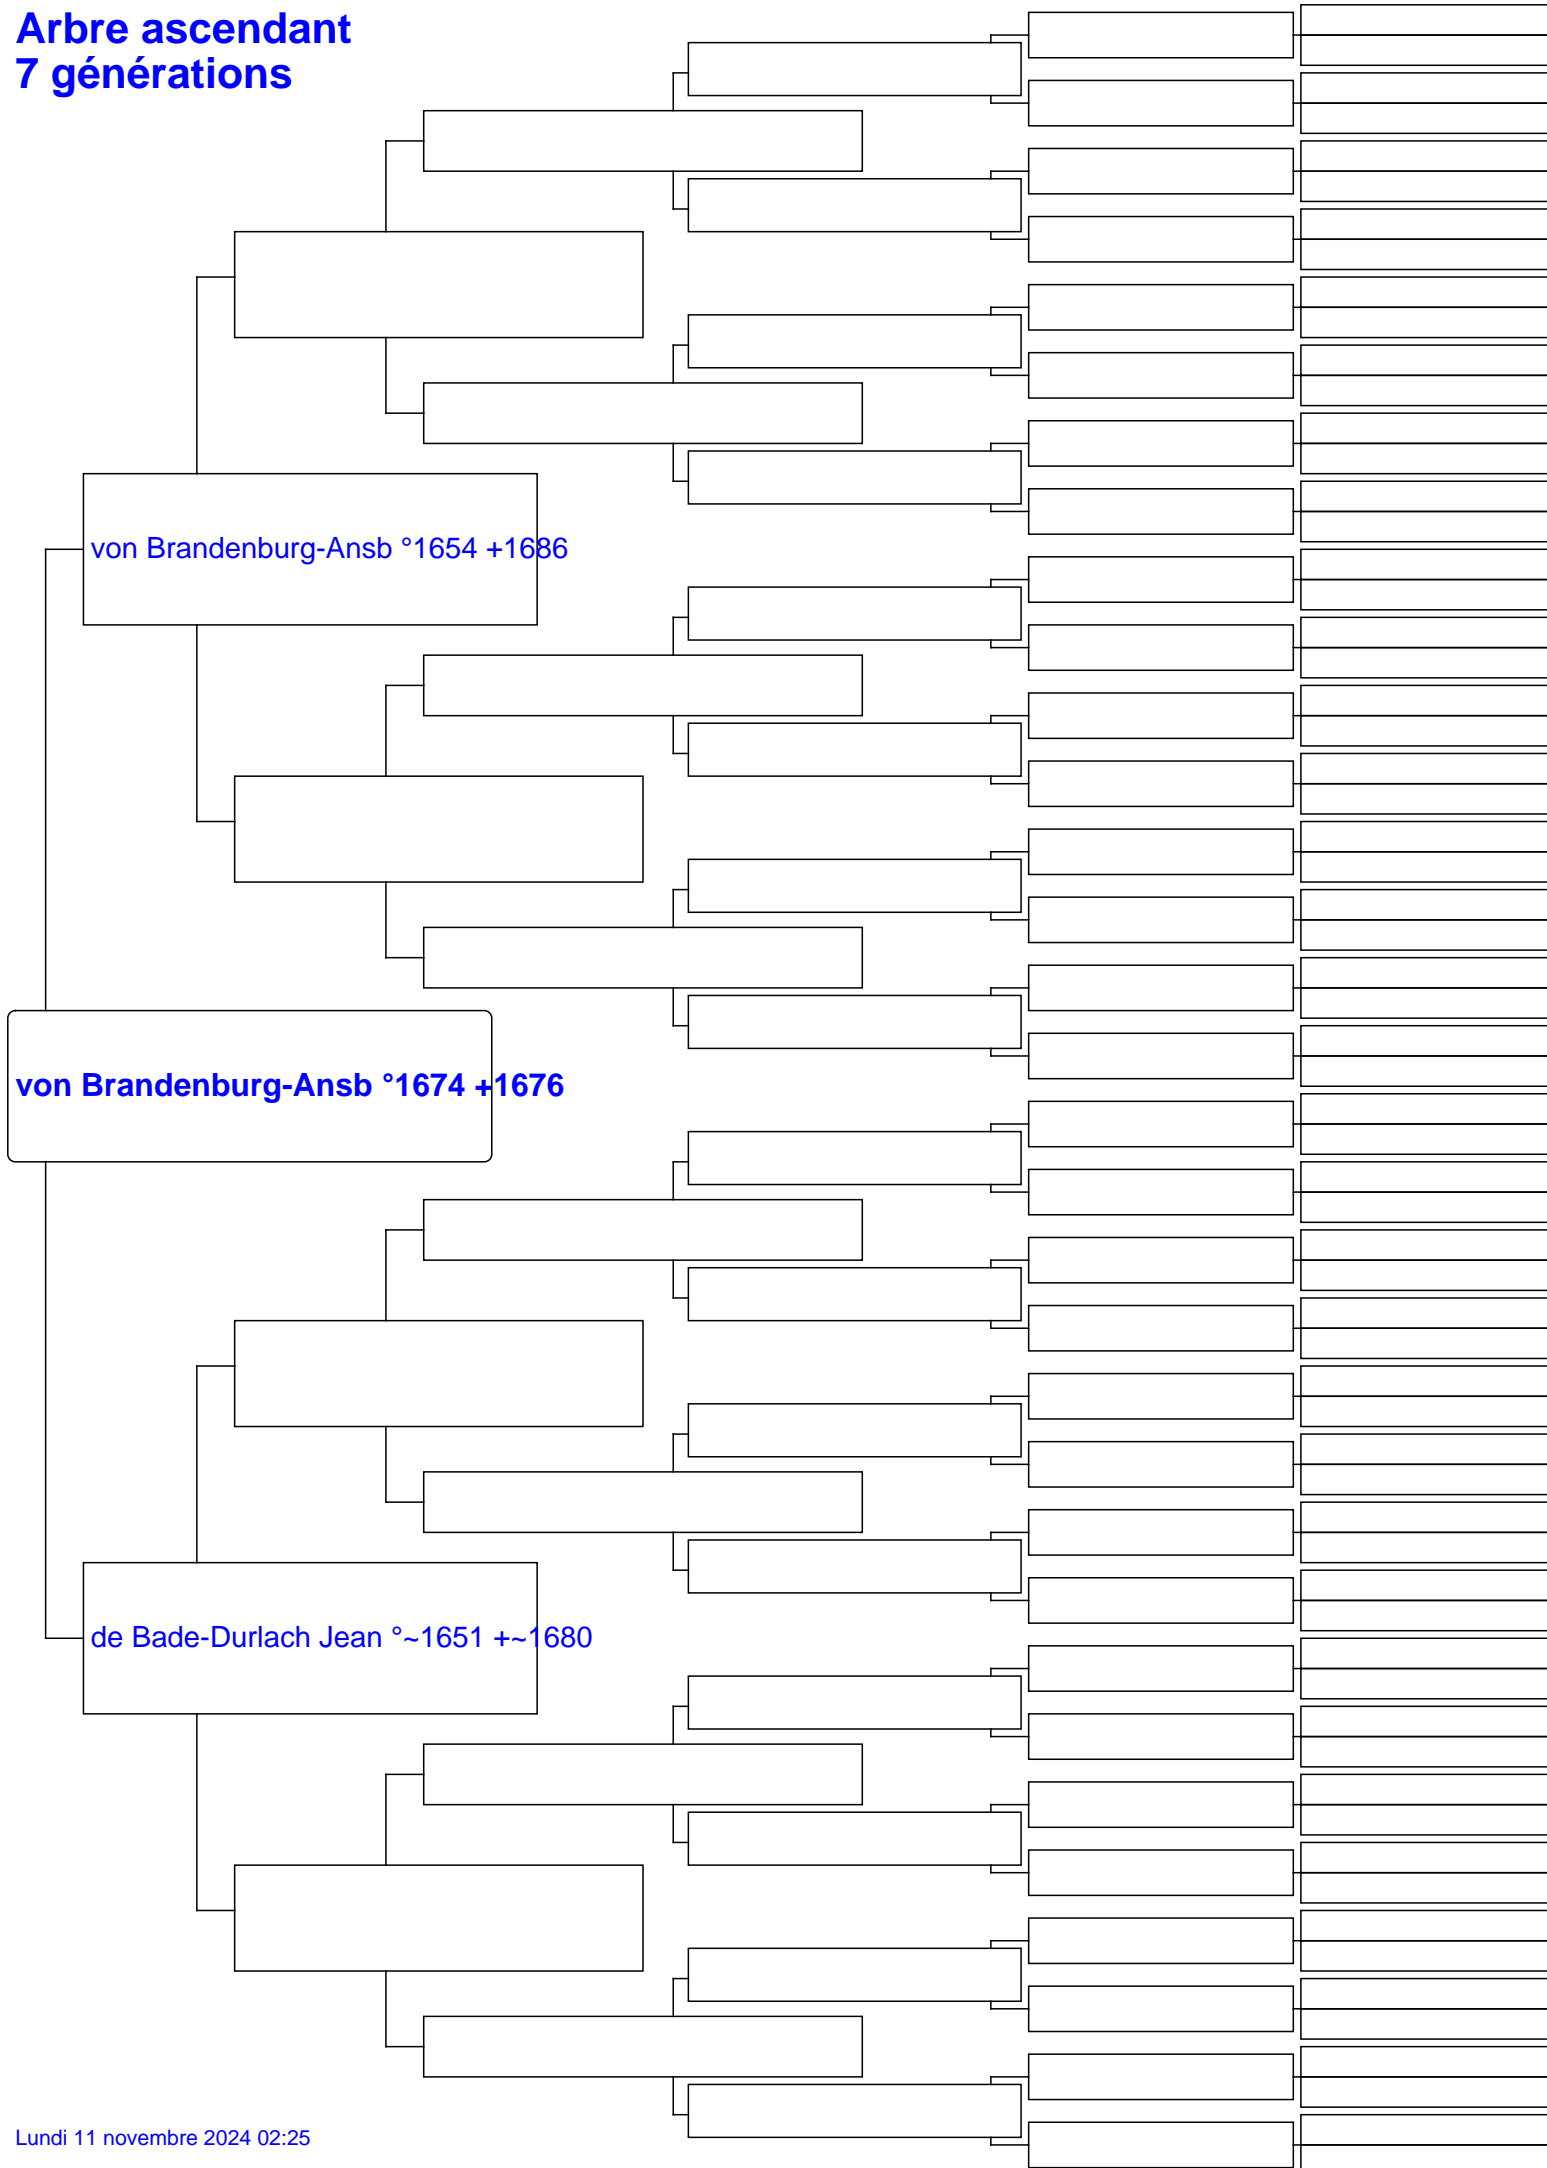 Arbre ascendant
7 générations
von Brandenburg-Ansb °1654 +1686
von Brandenburg-Ansb °1674 +1676
de Bade-Durlach Jean °~1651 +~1680
Lundi 11 novembre 2024 02:25